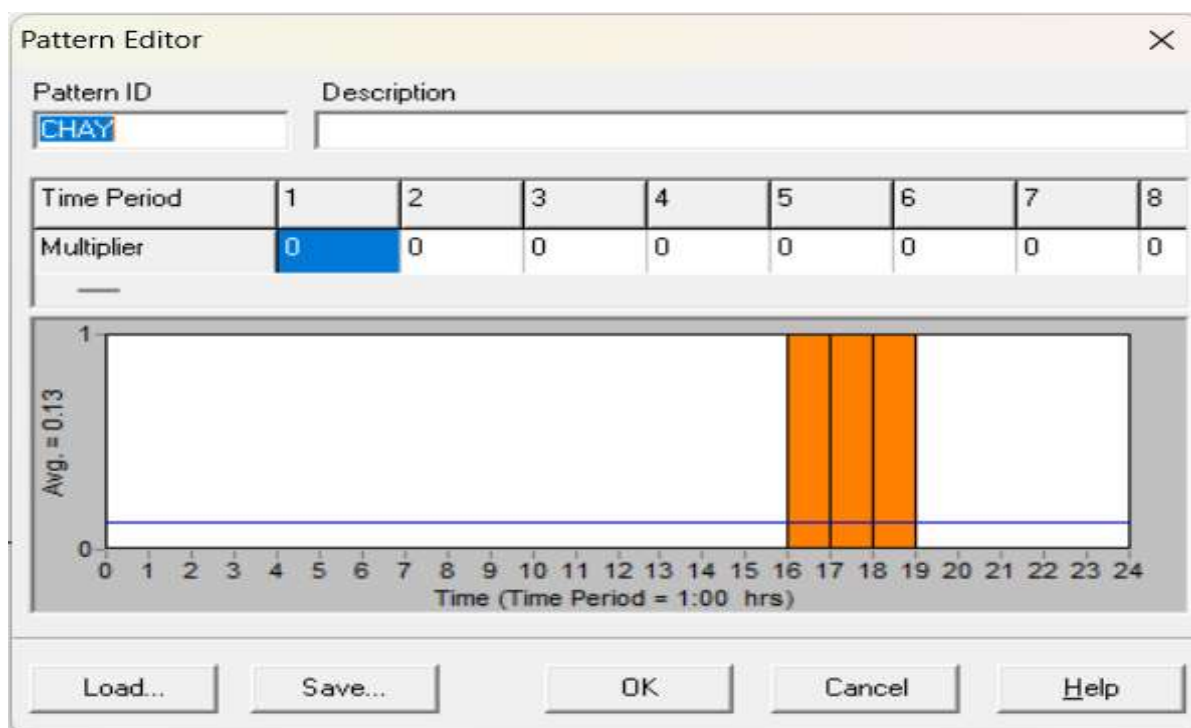 Pattern Editor
Pattern ID Description
CHAY
Time Period 1 2 3 4 5 6 7 8
Multiplier 0 0 0 0 0 0 0 0
1
Avg. = 0.13
0
0 1 2 3 4 5 6 7 8 9 10 11 12 13 14 15 16 17 18 19 20 21 22 23 24
Time (Time Period = 1:00 hrs)
Load... Save... OK Cancel Help